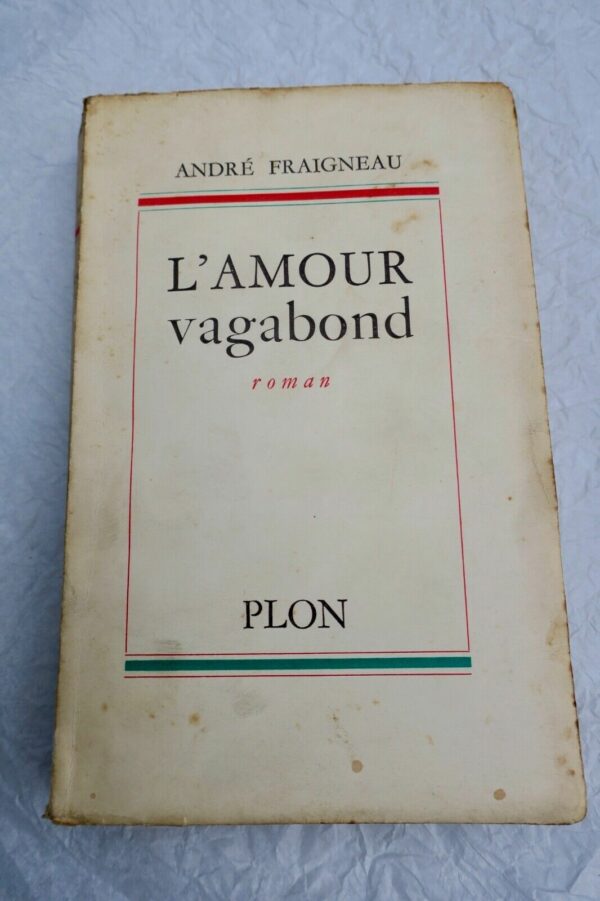 ANDRÉ FRAIGNEAU
L'AMOUR
vagabond
roman
PLON